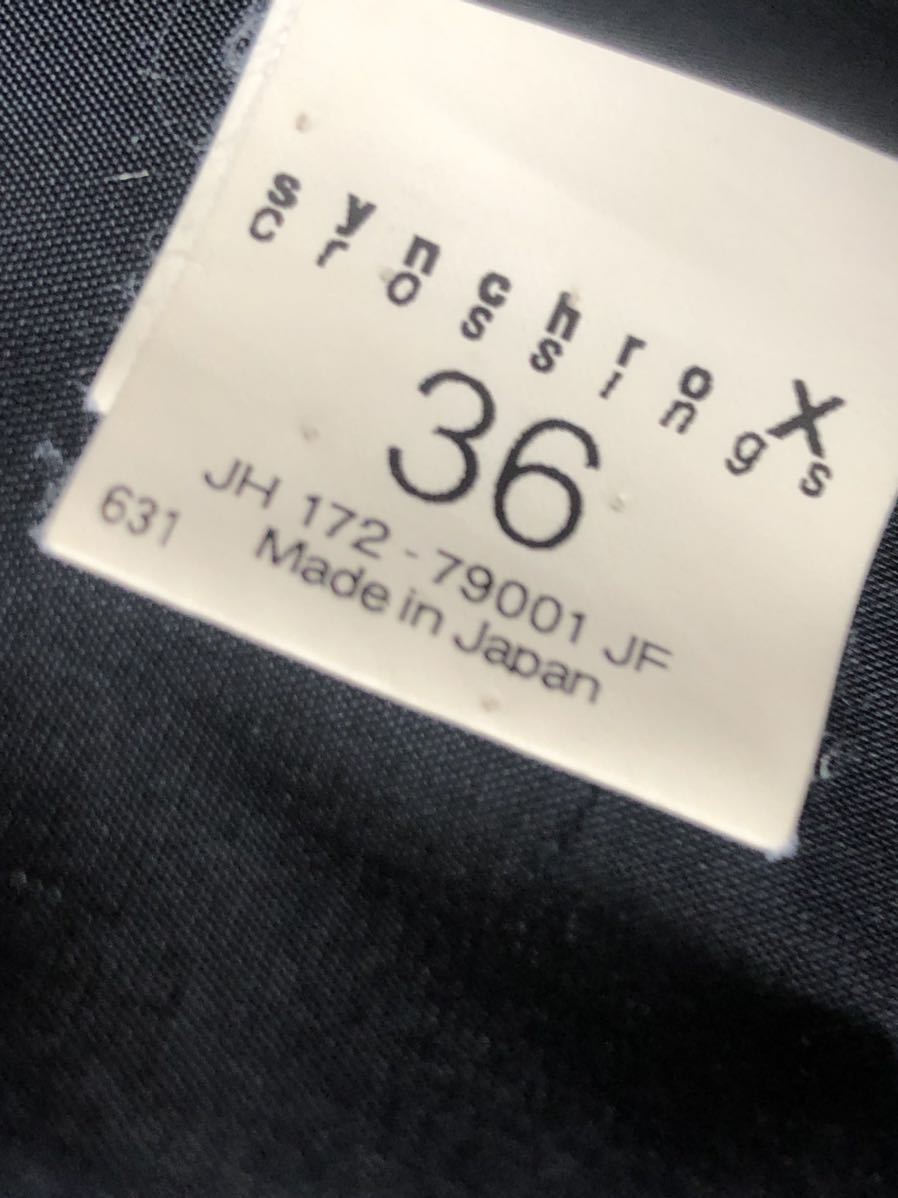 synchro X
crossings
36
JH 172-79001 JF
631 Made in Japan